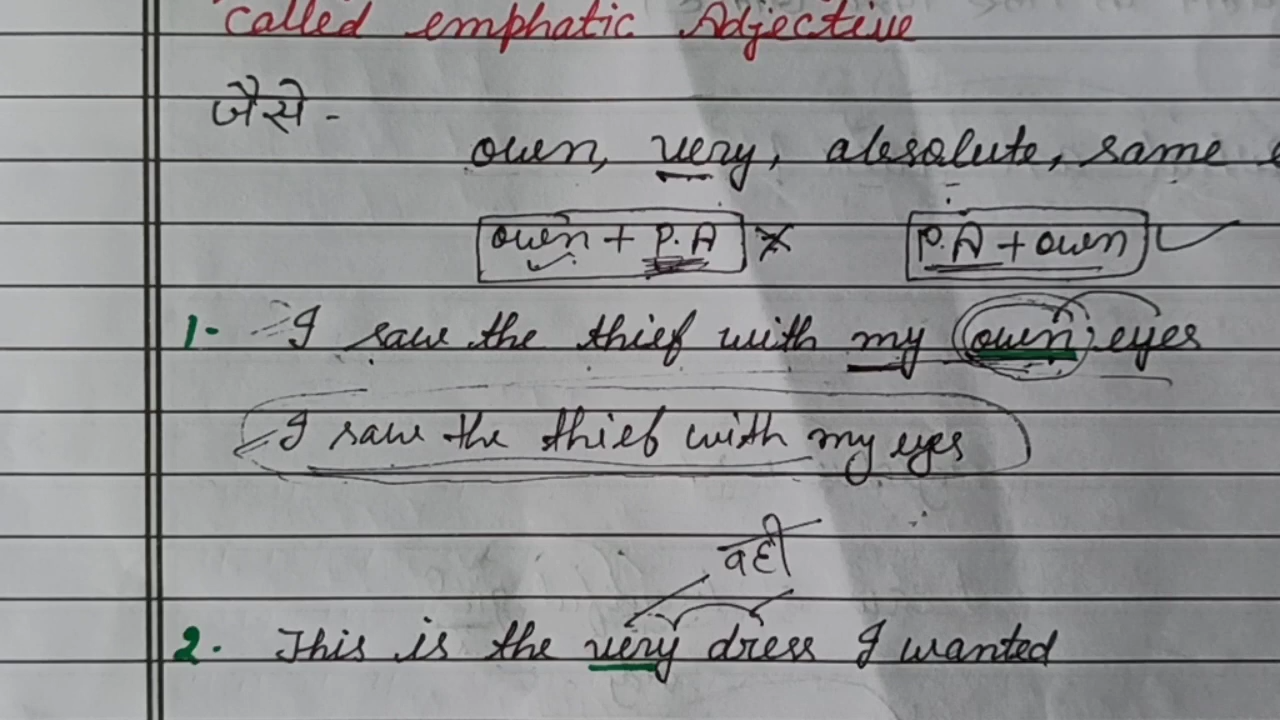 called emphatic Adjective
जैसे -
own, very, absolute, same
own + P.A ✗ P.A + own ✓
1- I saw the thief with my own eyes
I saw the thief with my eyes
वही
2. This is the very dress I wanted